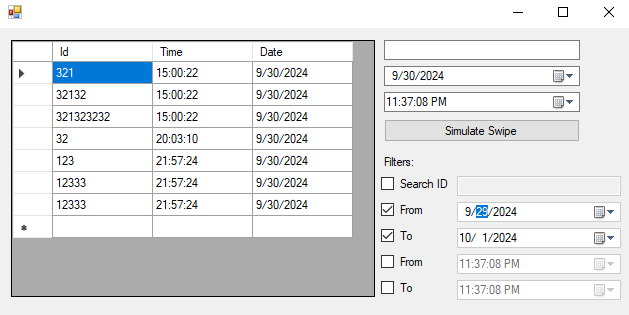 Id Time Date
321 15:00:22 9/30/2024
32132 15:00:22 9/30/2024
321323232 15:00:22 9/30/2024
32 20:03:10 9/30/2024
123 21:57:24 9/30/2024
12333 21:57:24 9/30/2024
12333 21:57:24 9/30/2024
9/30/2024
11:37:08 PM
Simulate Swipe
Filters:
Search ID
From 9/29/2024
To 10/ 1/2024
From 11:37:08 PM
To 11:37:08 PM